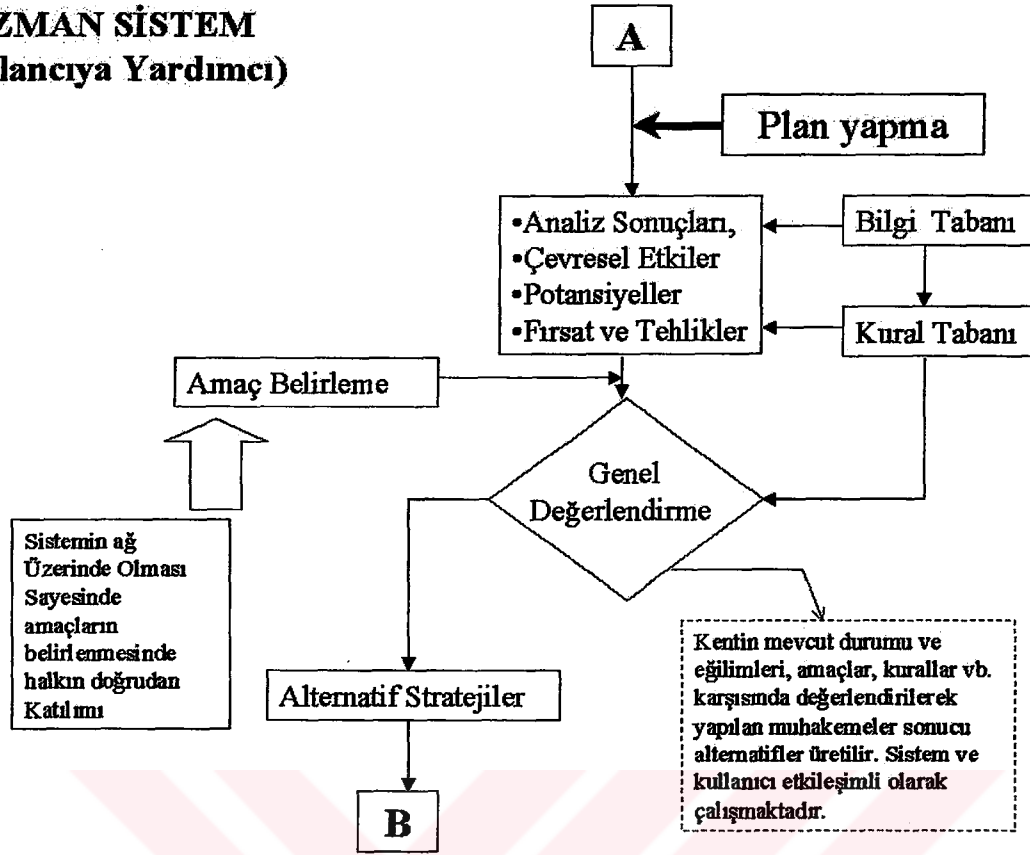 ZMAN SİSTEM
lancıya Yardımcı)
A
Plan yapma
•Analiz Sonuçları,
•Çevresel Etkiler
•Potansiyeller
•Fırsat ve Tehlikler
Bilgi Tabanı
Kural Tabanı
Amaç Belirleme
Genel
Değerlendirme
Sistemin ağ
Üzerinde Olması
Sayesinde
amaçların
belirlenmesinde
halkın doğrudan
Katılımı
Alternatif Stratejiler
Kentin mevcut durumu ve
eğilimleri, amaçlar, kurallar vb.
karşısında değerlendirilerek
yapılan muhakemeler sonucu
alternatifler üretilir. Sistem ve
kullanıcı etkileşimli olarak
çalışmaktadır.
B